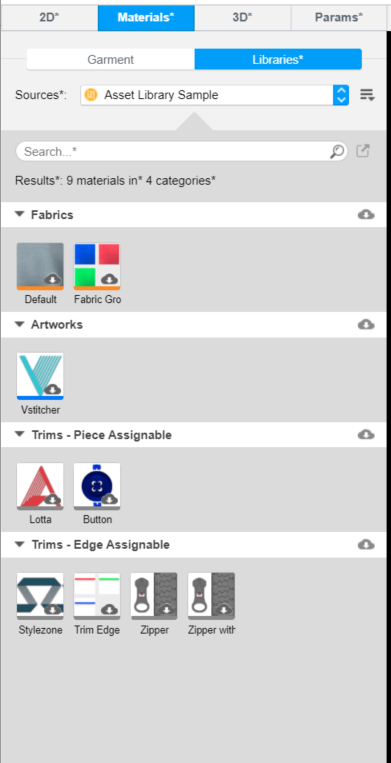 2D* Materials* 3D* Params*
Garment Libraries*
Sources*: Asset Library Sample
Search...*
Results*: 9 materials in* 4 categories*
Fabrics
Default Fabric Gro
Artworks
Vstitcher
Trims - Piece Assignable
Lotta Button
Trims - Edge Assignable
Stylezone Trim Edge Zipper Zipper with